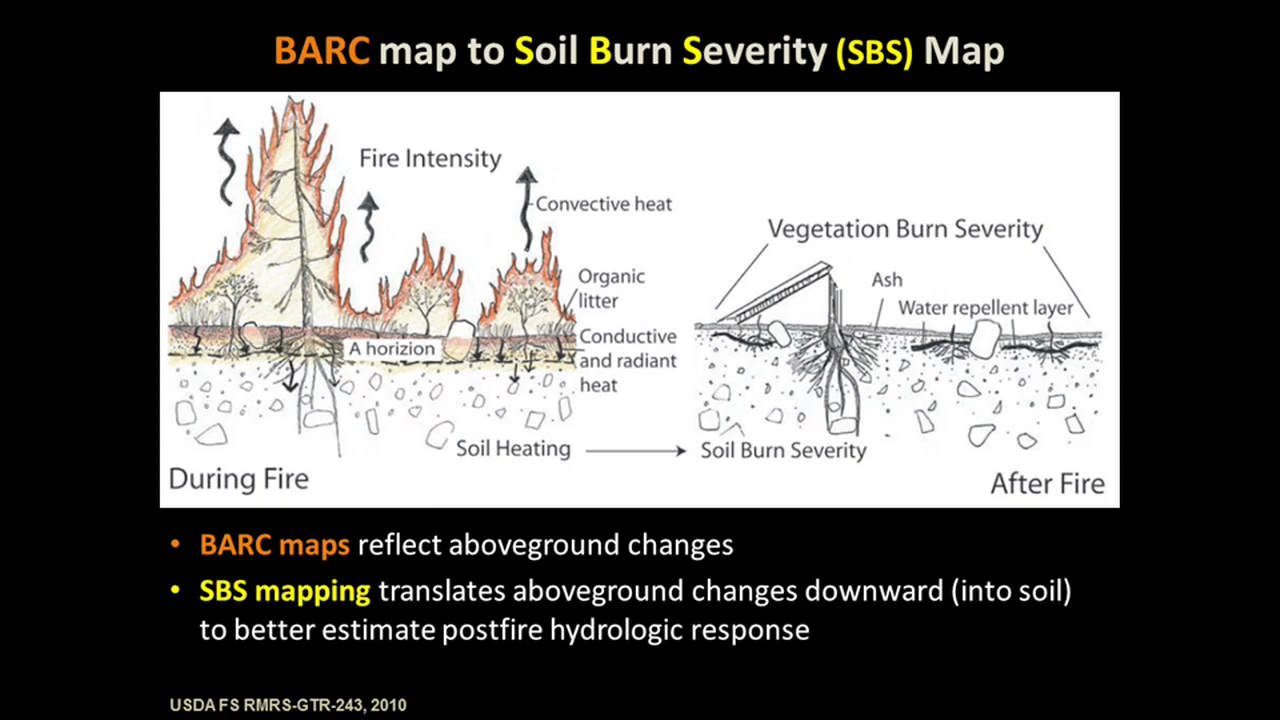 BARC map to Soil Burn Severity (SBS) Map
Fire Intensity
Convective heat
Organic
litter
Conductive
and radiant
heat
A horizion
Soil Heating
During Fire
Vegetation Burn Severity
Ash
Water repellent layer
Soil Burn Severity
After Fire
• BARC maps reflect aboveground changes
• SBS mapping translates aboveground changes downward (into soil)
to better estimate postfire hydrologic response
USDA FS RMRS-GTR-243, 2010